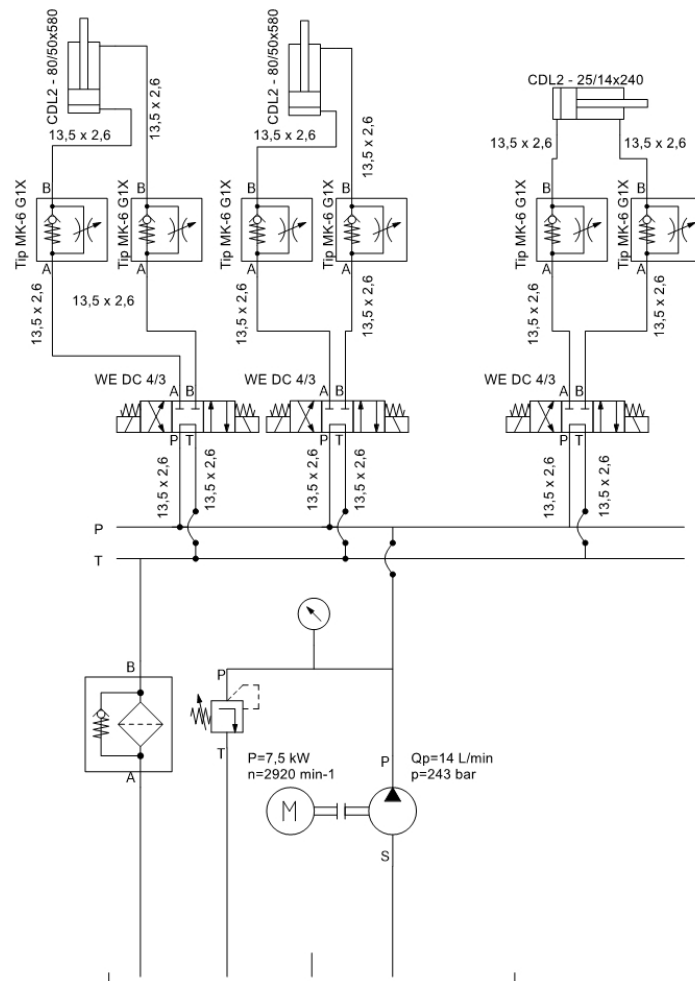 CDL2 - 80/50x580
13,5 x 2,6
13,5 x 2,6
CDL2 - 80/50x580
13,5 x 2,6
13,5 x 2,6
CDL2 - 25/14x240
13,5 x 2,6
13,5 x 2,6
Tip MK-6 G1X
B
A
Tip MK-6 G1X
B
A
Tip MK-6 G1X
B
A
Tip MK-6 G1X
B
A
Tip MK-6 G1X
B
A
Tip MK-6 G1X
B
A
13,5 x 2,6
13,5 x 2,6
13,5 x 2,6
13,5 x 2,6
13,5 x 2,6
13,5 x 2,6
WE DC 4/3
A B
P T
WE DC 4/3
A B
P T
WE DC 4/3
A B
P T
13,5 x 2,6
13,5 x 2,6
13,5 x 2,6
13,5 x 2,6
13,5 x 2,6
13,5 x 2,6
P
T
B
A
P
T
P=7,5 kW
n=2920 min-1
M
P
S
Qp=14 L/min
p=243 bar